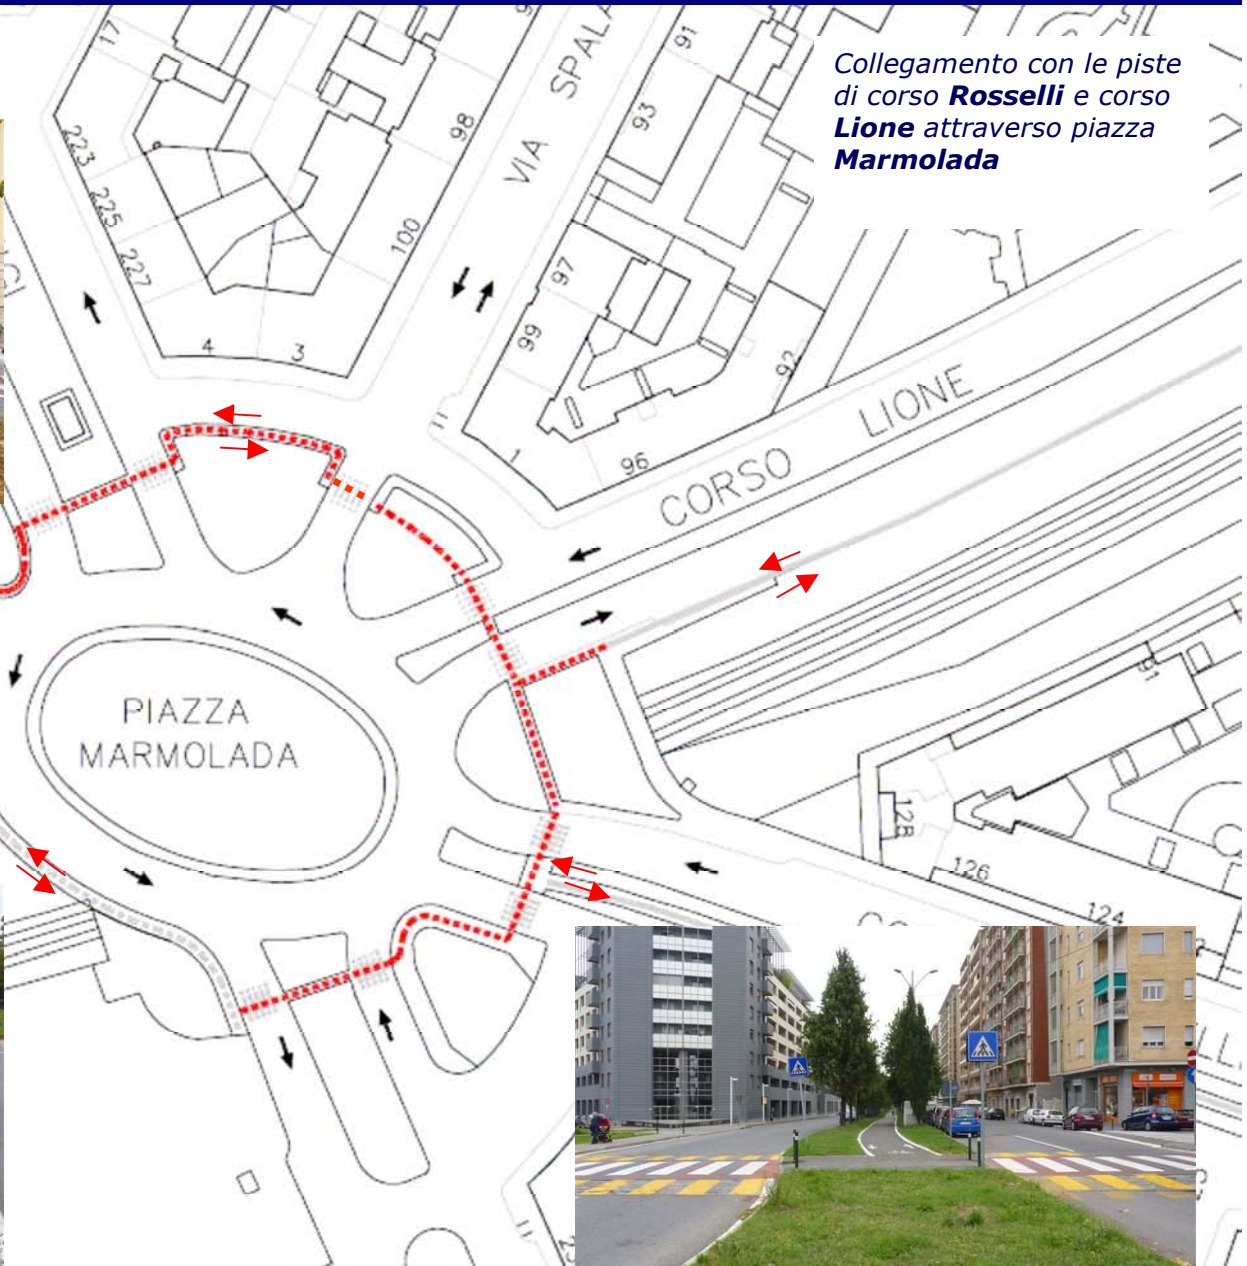 Collegamento con le piste
di corso Rosselli e corso
Lione attraverso piazza
Marmolada
17
223
225
227
98
100
4
3
VIA SPALA
91
93
97
99
92
1
96
CORSO LIONE
PIAZZA
MARMOLADA
91
128
126
124